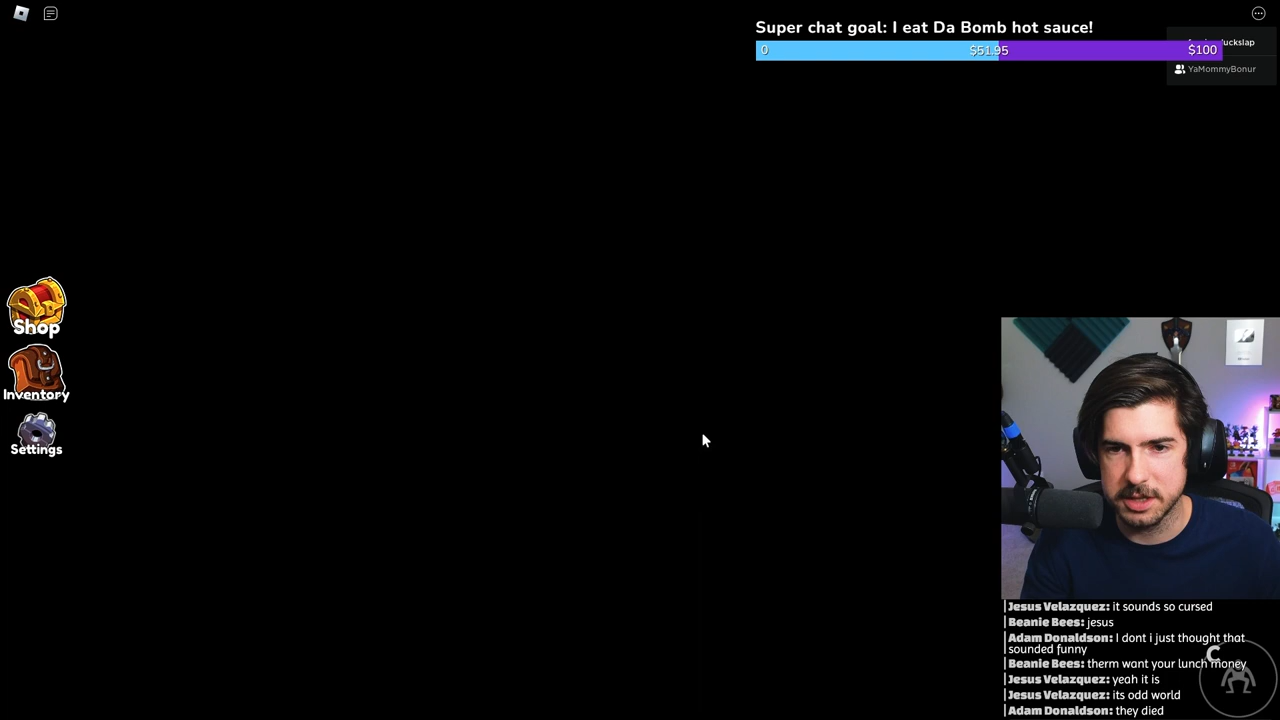 Super chat goal: I eat Da Bomb hot sauce!
0 $51.95 $100
YaMommyBonur
Shop
Inventory
Settings
Jesus Velazquez: it sounds so cursed
Beanie Bees: jesus
Adam Donaldson: I dont i just thought that
sounded funny
C
Beanie Bees: therm want your lunch money
Jesus Velazquez: yeah it is
Jesus Velazquez: its odd world
Adam Donaldson: they died